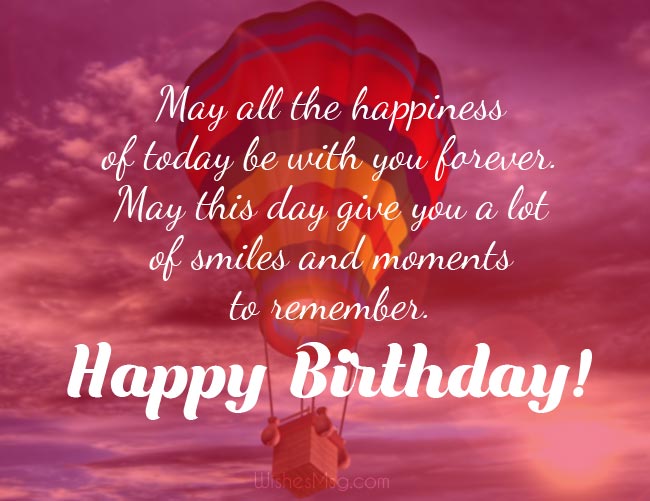 May all the happiness
of today be with you forever.
May this day give you a lot
of smiles and moments
to remember.
Happy Birthday!
WishesMsg.com